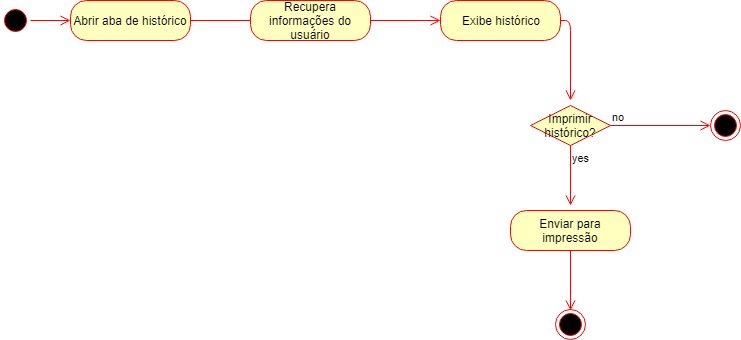 Abrir aba de histórico
Recupera
informações do
usuário
Exibe histórico
Imprimir
histórico?
no
yes
Enviar para
impressão